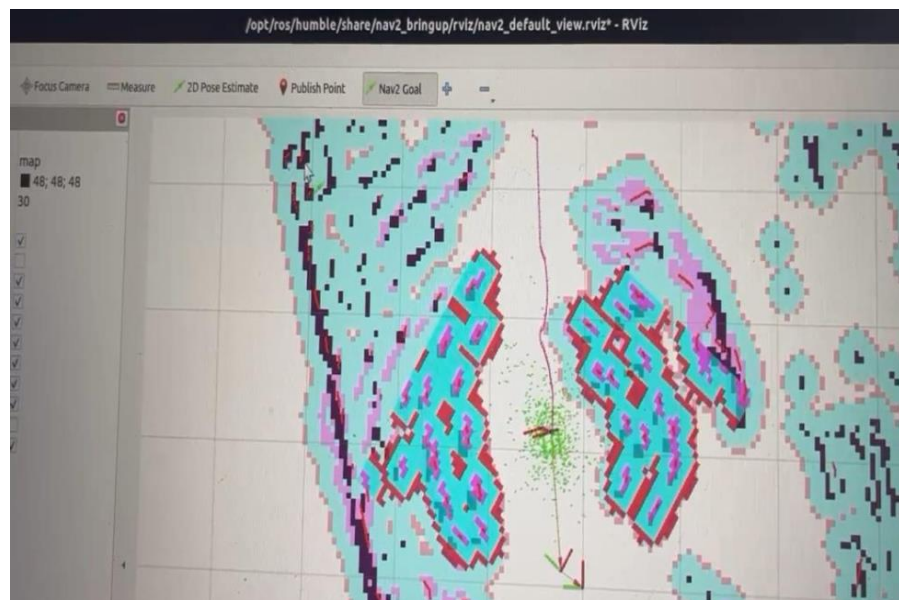 /opt/ros/humble/share/nav2_bringup/rviz/nav2_default_view.rviz* - RViz
Focus Camera Measure 2D Pose Estimate Publish Point Nav2 Goal
map
48; 48; 48
30